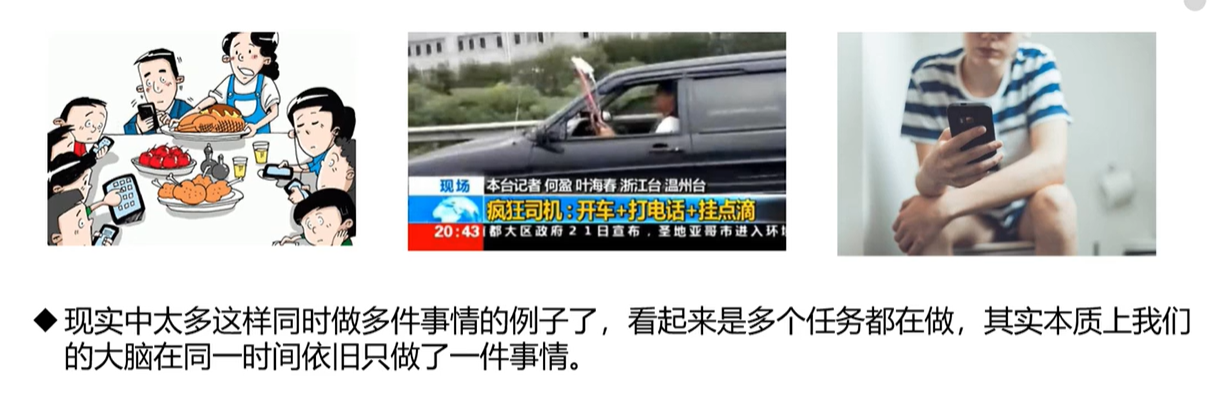 现场
本台记者 何盈 叶海春 浙江台 温州台
疯狂司机:开车+打电话+挂点滴
20:43
都大区政府21日宣布,圣地亚哥市进入环
◆现实中太多这样同时做多件事情的例子了,看起来是多个任务都在做,其实本质上我们
的大脑在同一时间依旧只做了一件事情。